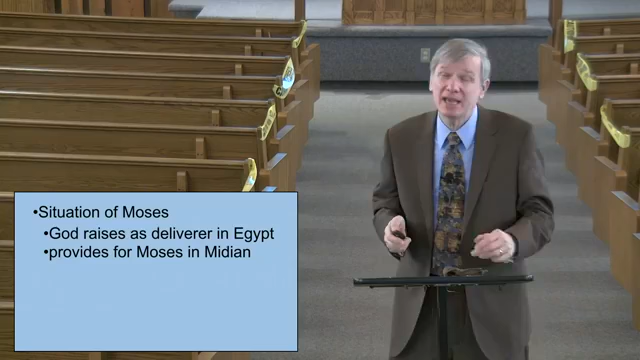 •Situation of Moses
•God raises as deliverer in Egypt
•provides for Moses in Midian